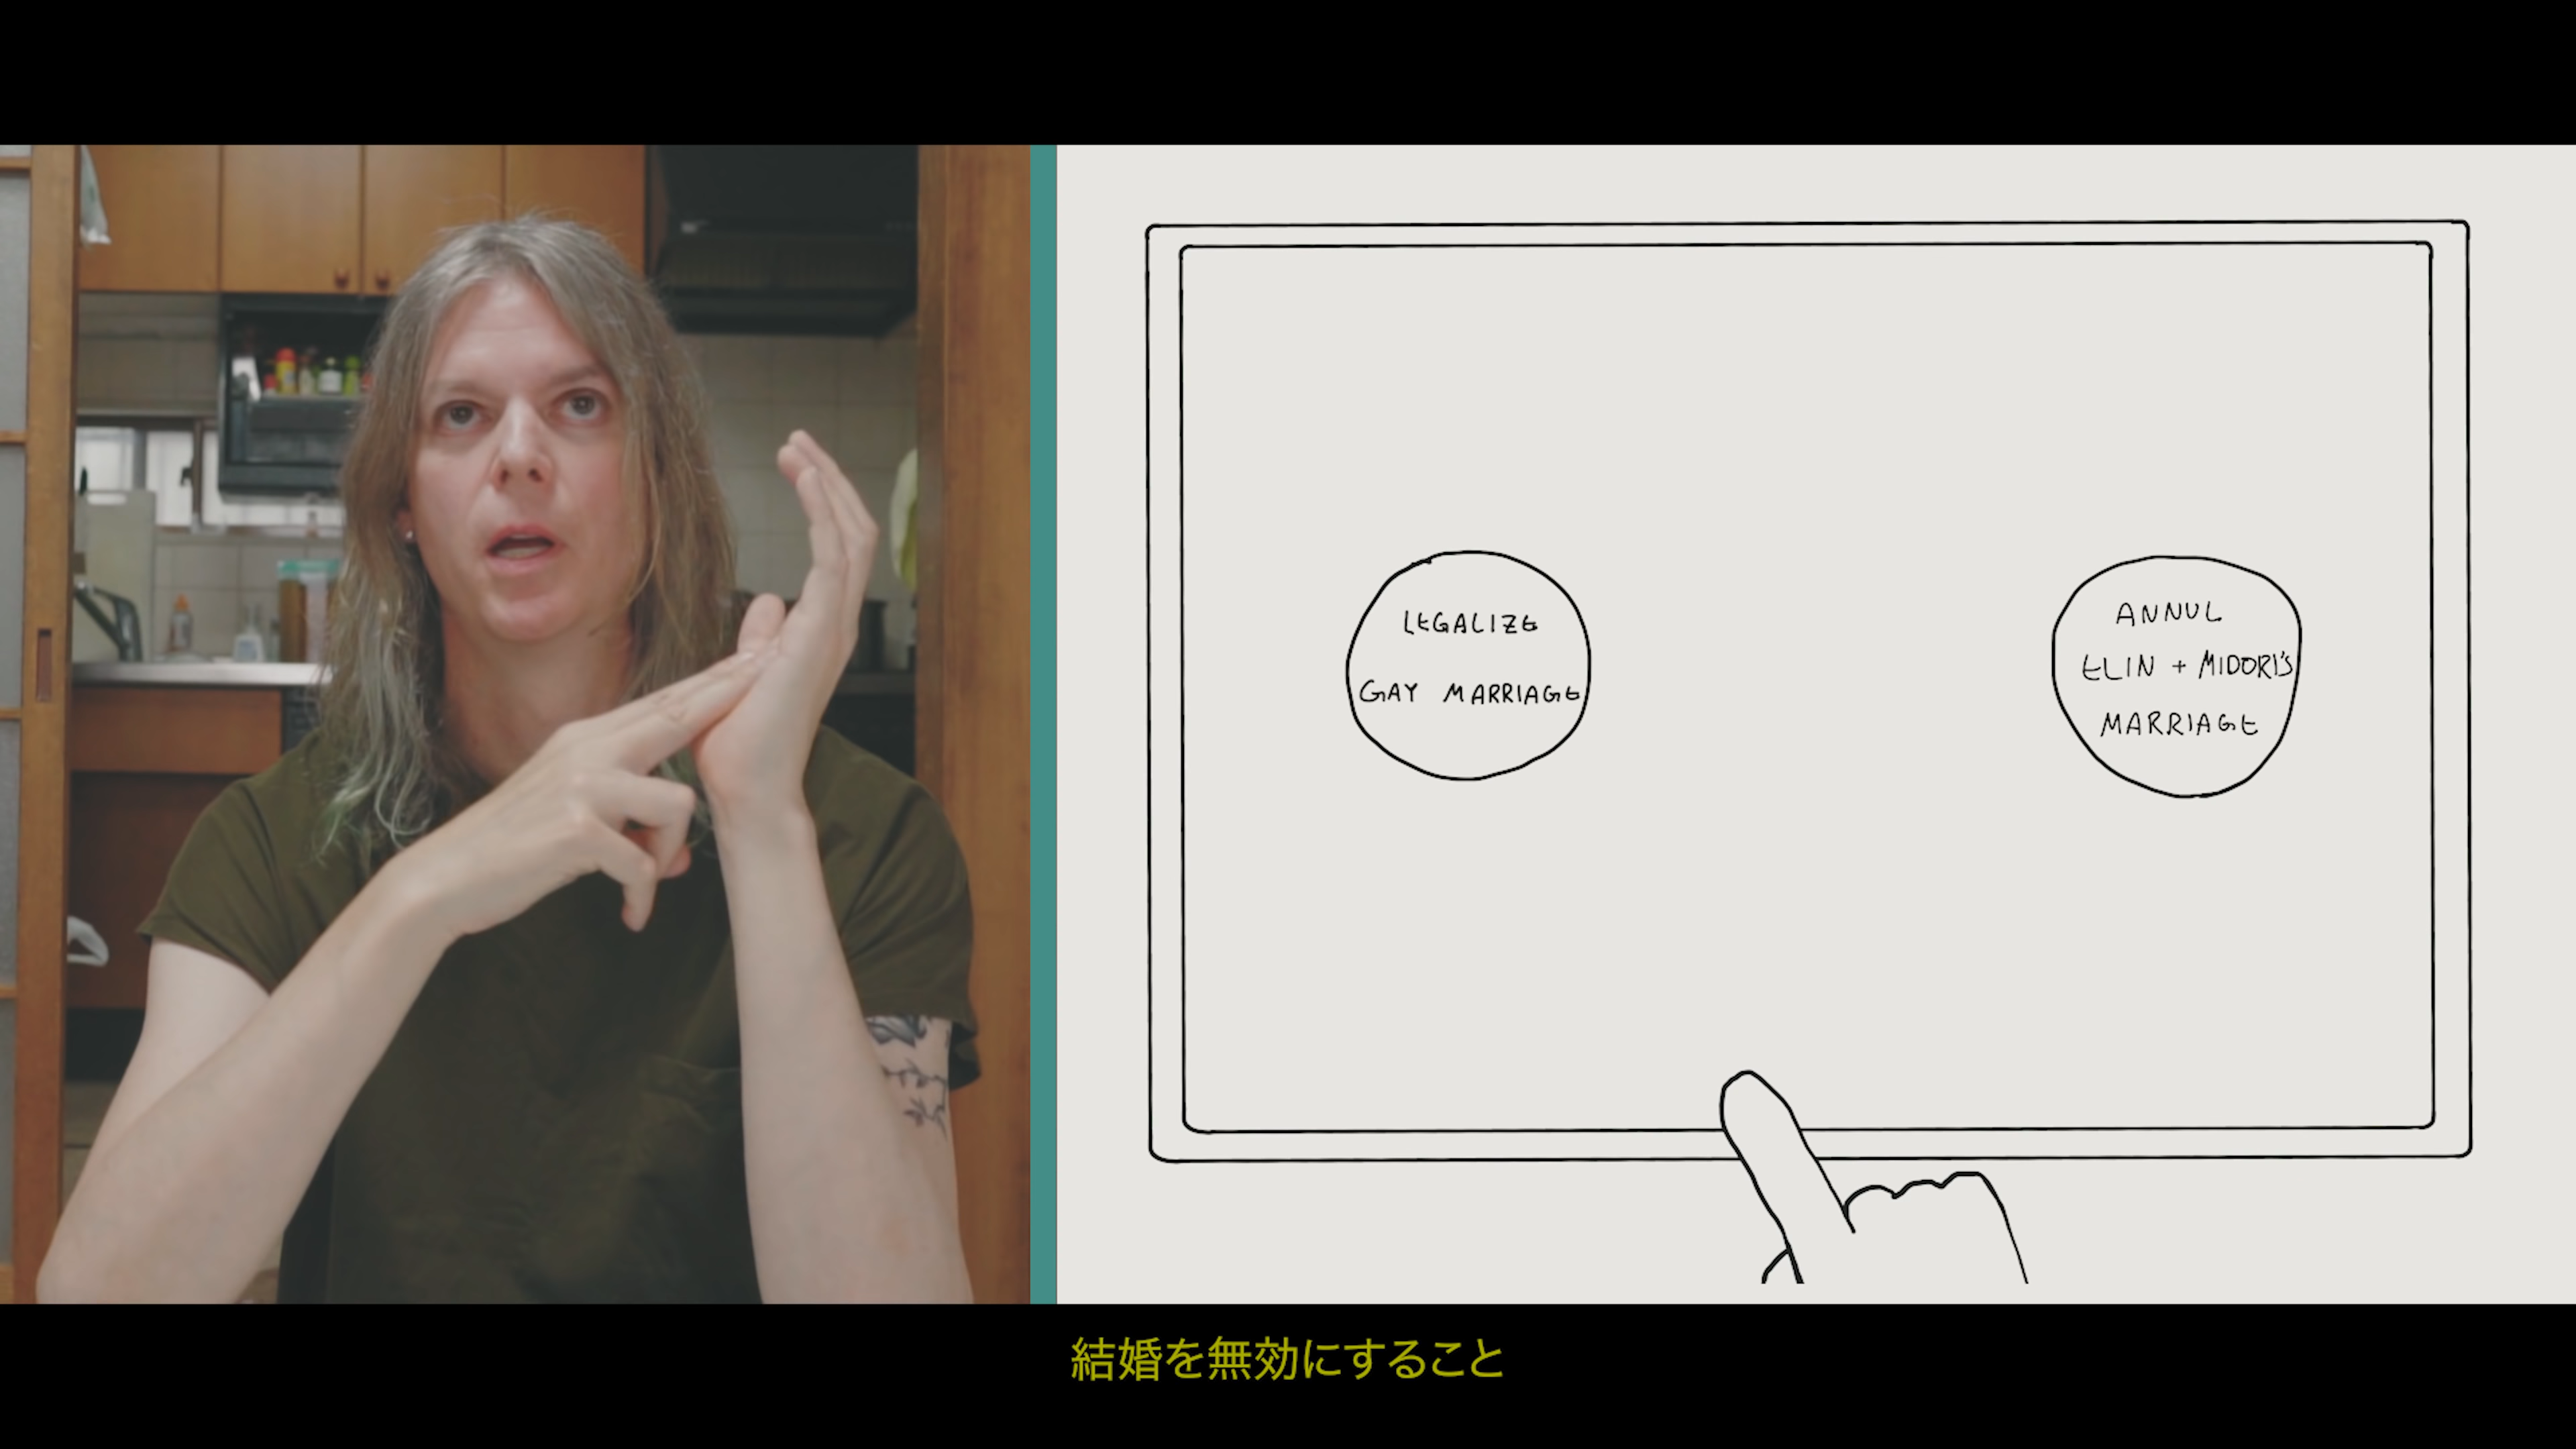 LEGALIZE
GAY MARRIAGE
ANNUL
ELIN + MIDORI'S
MARRIAGE
結婚を無効にすること